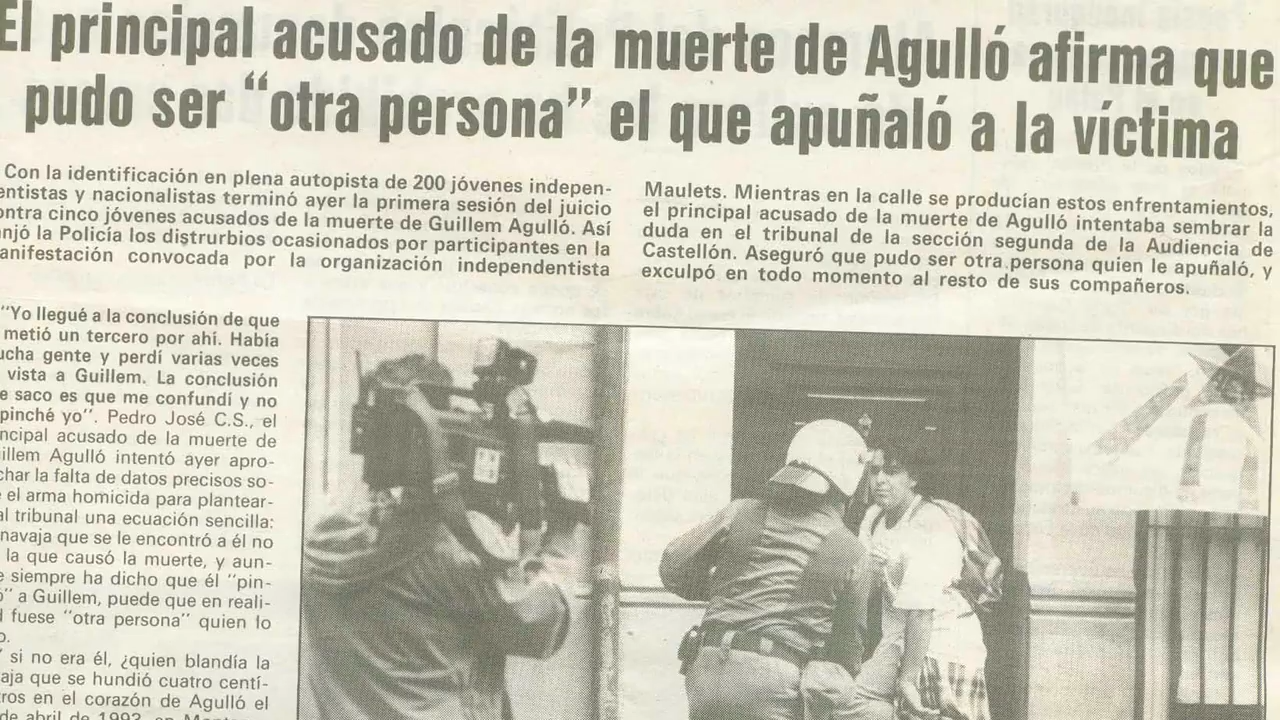 El principal acusado de la muerte de Agulló afirma que
pudo ser “otra persona” el que apuñaló a la víctima
Con la identificación en plena autopista de 200 jóvenes indepen-
entistas y nacionalistas terminó ayer la primera sesión del juicio
ontra cinco jóvenes acusados de la muerte de Guillem Agulló. Así
njó la Policía los distrurbios ocasionados por participantes en la
anifestación convocada por la organización independentista
Maulets. Mientras en la calle se producían estos enfrentamientos,
el principal acusado de la muerte de Agulló intentaba sembrar la
duda en el tribunal de la sección segunda de la Audiencia de
Castellón. Aseguró que pudo ser otra persona quien le apuñaló, y
exculpó en todo momento al resto de sus compañeros.
“Yo llegué a la conclusión de que
metió un tercero por ahí. Había
ucha gente y perdí varias veces
vista a Guillem. La conclusión
e saco es que me confundí y no
pinché yo”. Pedro José C.S., el
ncipal acusado de la muerte de
illem Agulló intentó ayer apro-
char la falta de datos precisos so-
e el arma homicida para plantear-
al tribunal una ecuación sencilla:
navaja que se le encontró a él no
la que causó la muerte, y aun-
e siempre ha dicho que él “pin-
ó” a Guillem, puede que en reali-
d fuese “otra persona” quien lo
o.
si no era él, ¿quien blandía la
aja que se hundió cuatro centí-
ros en el corazón de Agulló el
de abril de 1993, en